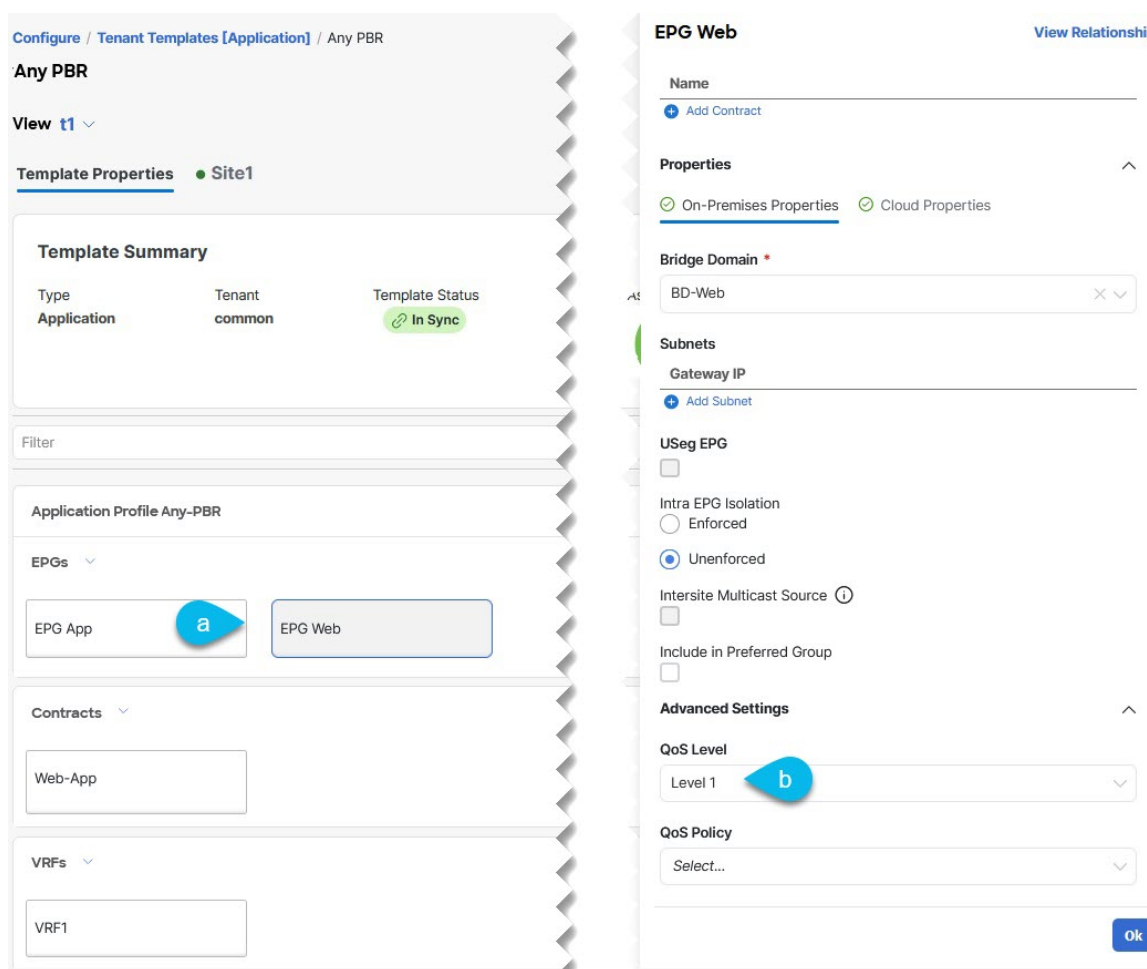 Configure / Tenant Templates [Application] / Any PBR
Any PBR
View t1
Template Properties
Site1
Template Summary
Type
Tenant
Template Status
Application
common
In Sync
Filter
Application Profile Any-PBR
EPGs
EPG App
a
EPG Web
Contracts
Web-App
VRFs
VRF1
EPG Web
View Relationshi
Name
Add Contract
Properties
On-Premises Properties
Cloud Properties
Bridge Domain *
BD-Web
Subnets
Gateway IP
Add Subnet
USeg EPG
Intra EPG Isolation
Enforced
Unenforced
Intersite Multicast Source
Include in Preferred Group
Advanced Settings
QoS Level
Level 1
b
QoS Policy
Select...
Ok